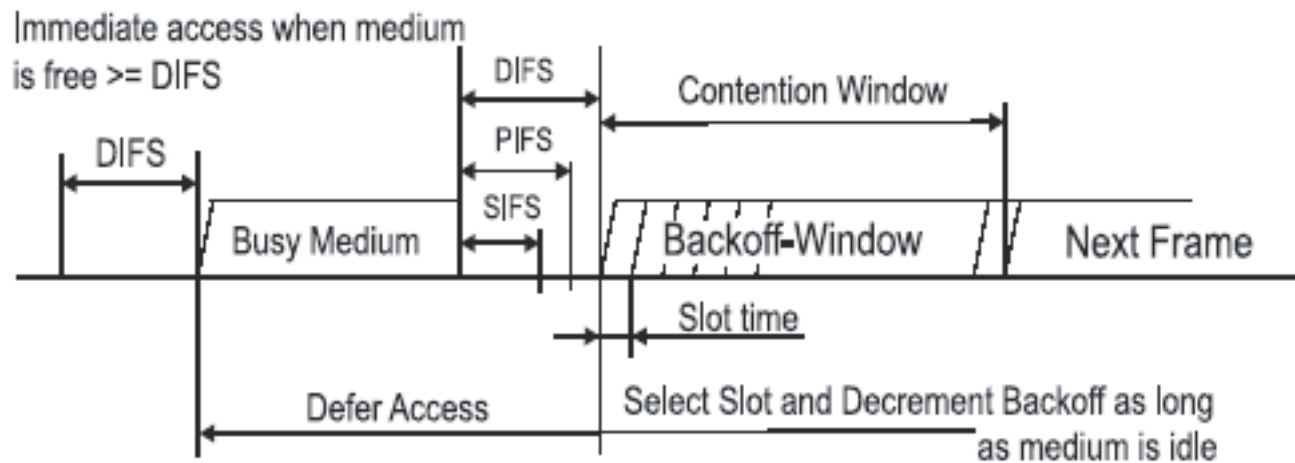 Immediate access when medium
is free >= DIFS
DIFS
DIFS
PIFS
SIFS
Contention Window
Busy Medium
Backoff-Window
Next Frame
Slot time
Defer Access
Select Slot and Decrement Backoff as long
as medium is idle